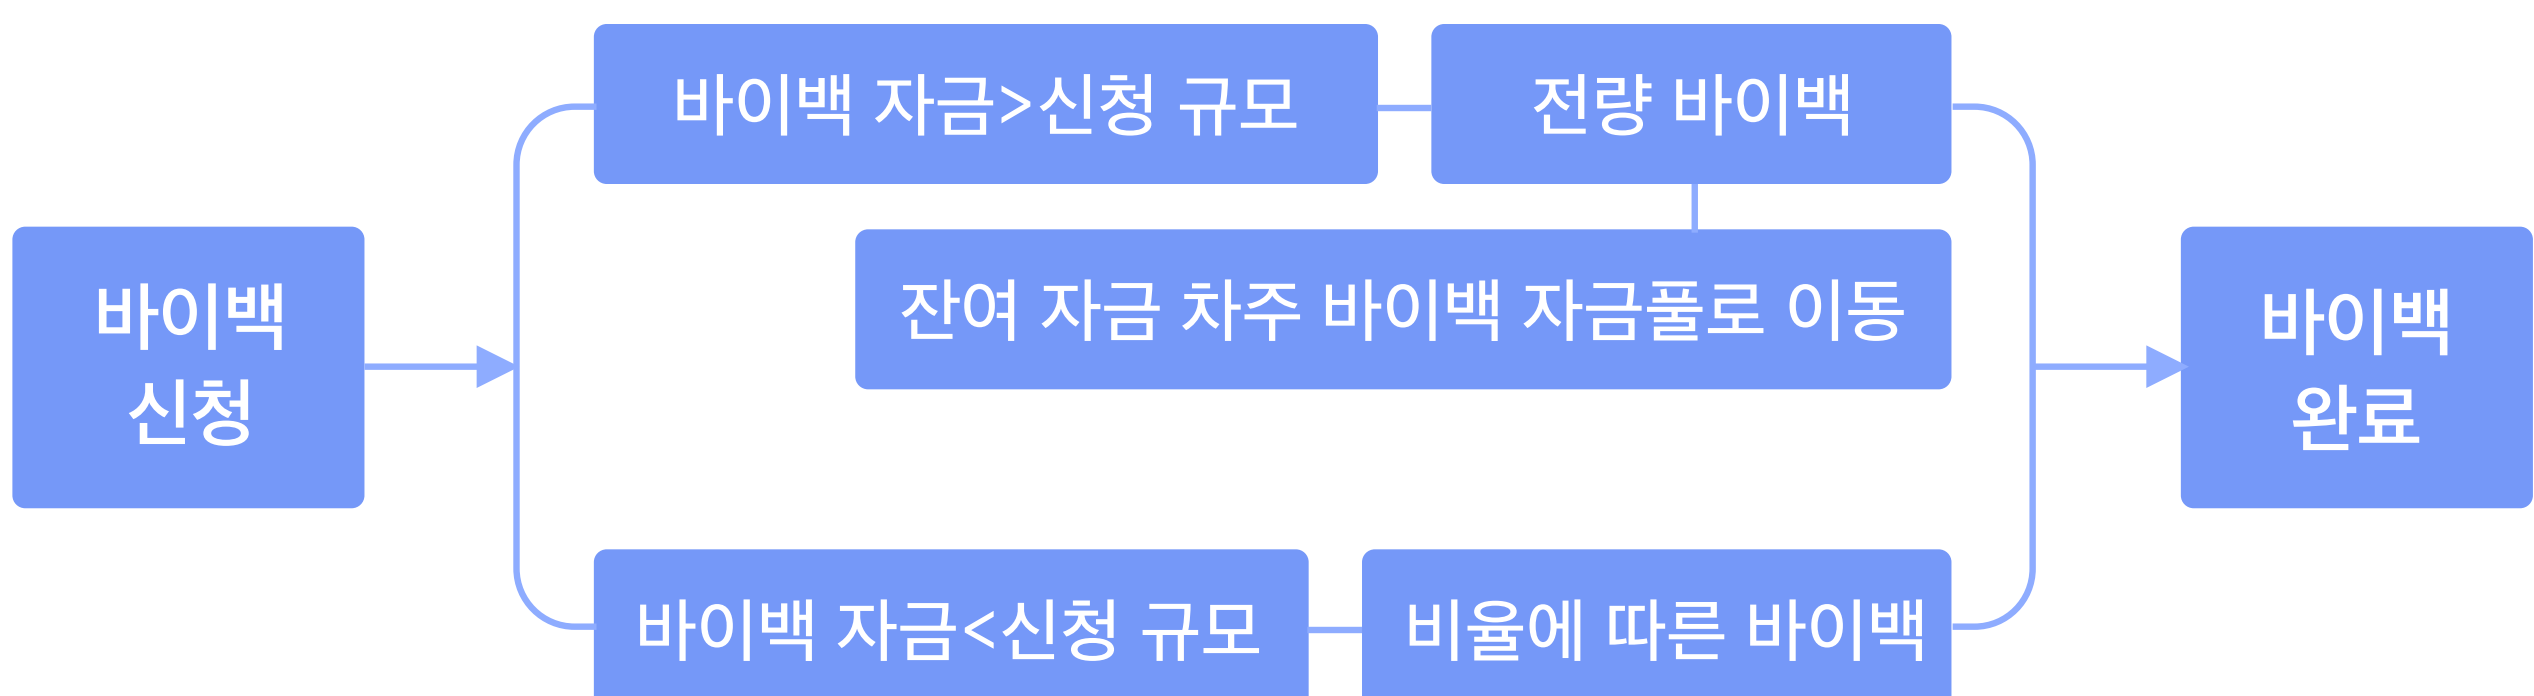 바이백
신청
바이백 자금>신청 규모
전량 바이백
잔여 자금 차주 바이백 자금풀로 이동
바이백 자금<신청 규모
비율에 따른 바이백
바이백
완료